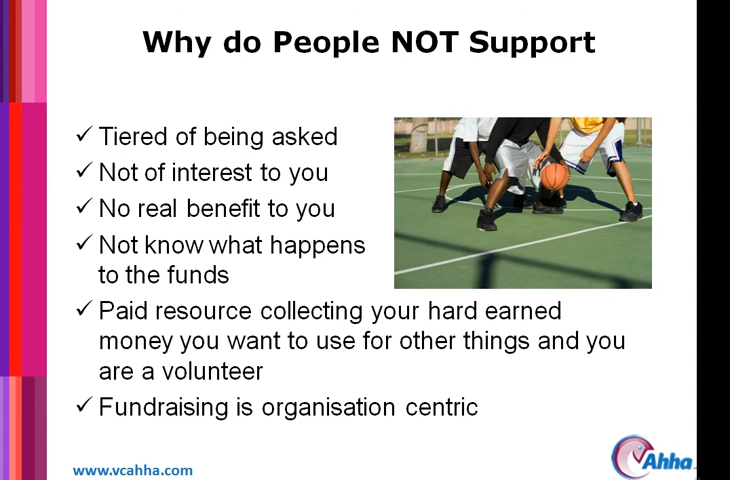 Why do People NOT Support
Tiered of being asked
Not of interest to you
No real benefit to you
Not know what happens
to the funds
Paid resource collecting your hard earned
money you want to use for other things and you
are a volunteer
Fundraising is organisation centric
www.vcahha.com
Ahha